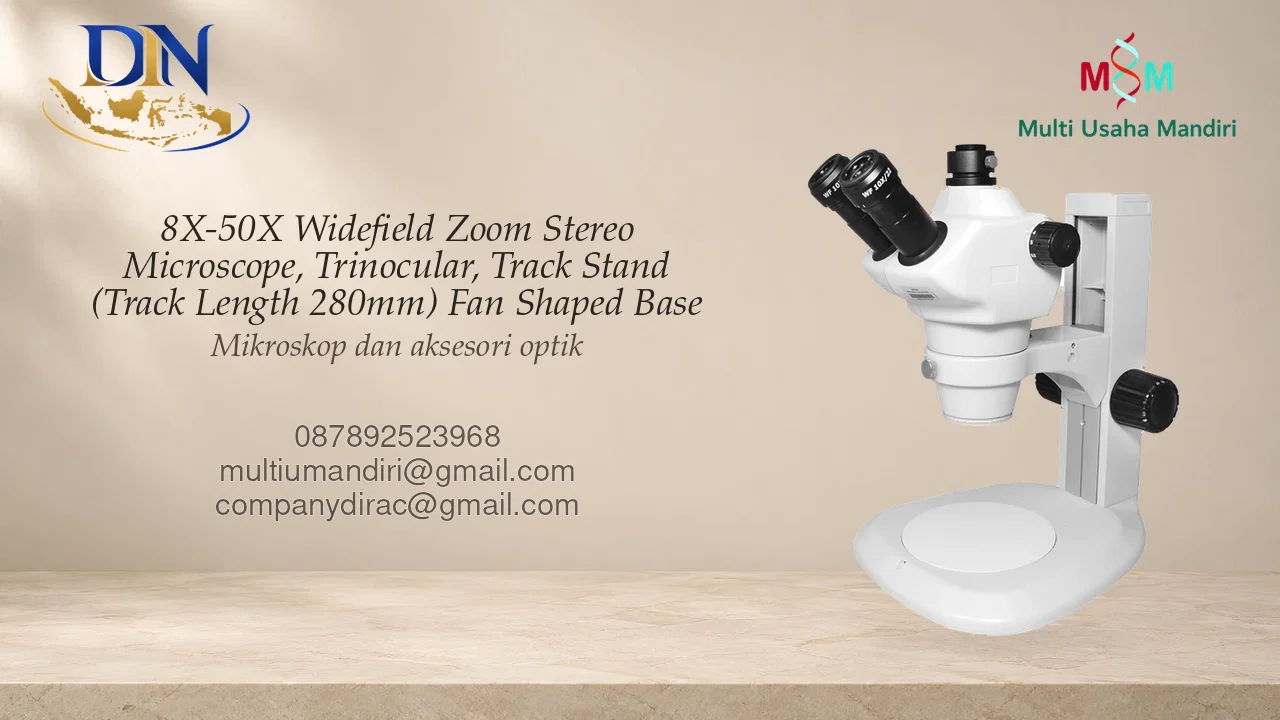 DN
M M
Multi Usaha Mandiri
WF 10X/22
8X-50X Widefield Zoom Stereo
Microscope, Trinocular, Track Stand
(Track Length 280mm) Fan Shaped Base
Mikroskop dan aksesori optik
087892523968
multiumandiri@gmail.com
companydirac@gmail.com